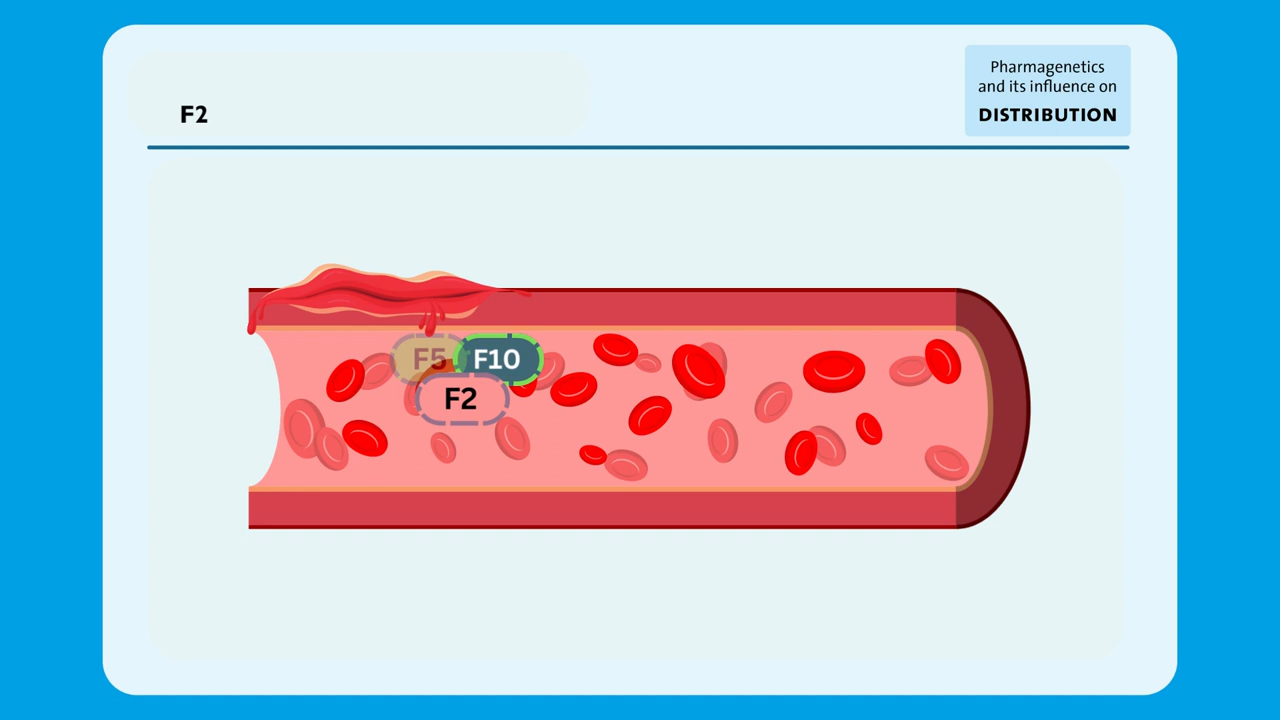 F2
Pharmagenetics
and its influence on
DISTRIBUTION
F5
F10
F2